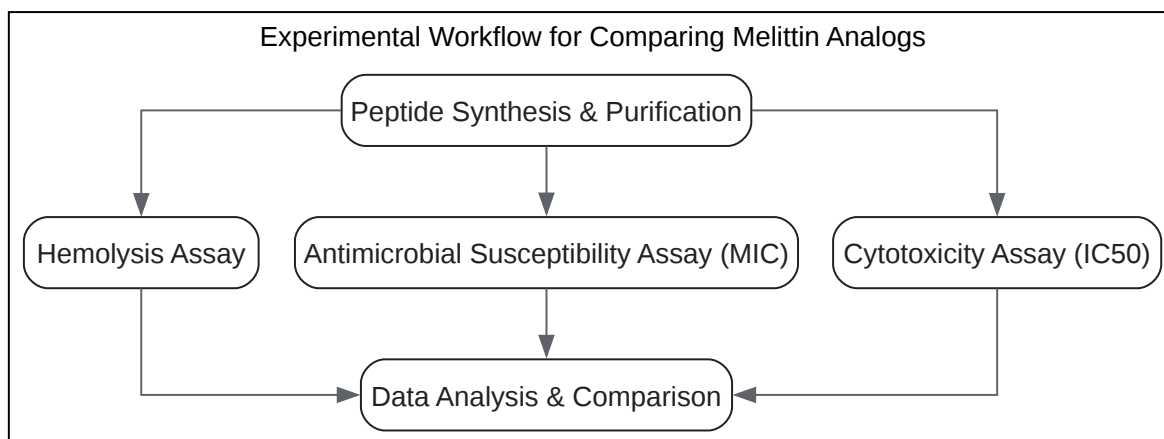 Experimental Workflow for Comparing Melittin Analogs
Peptide Synthesis & Purification
Hemolysis Assay
Antimicrobial Susceptibility Assay (MIC)
Cytotoxicity Assay (IC50)
Data Analysis & Comparison